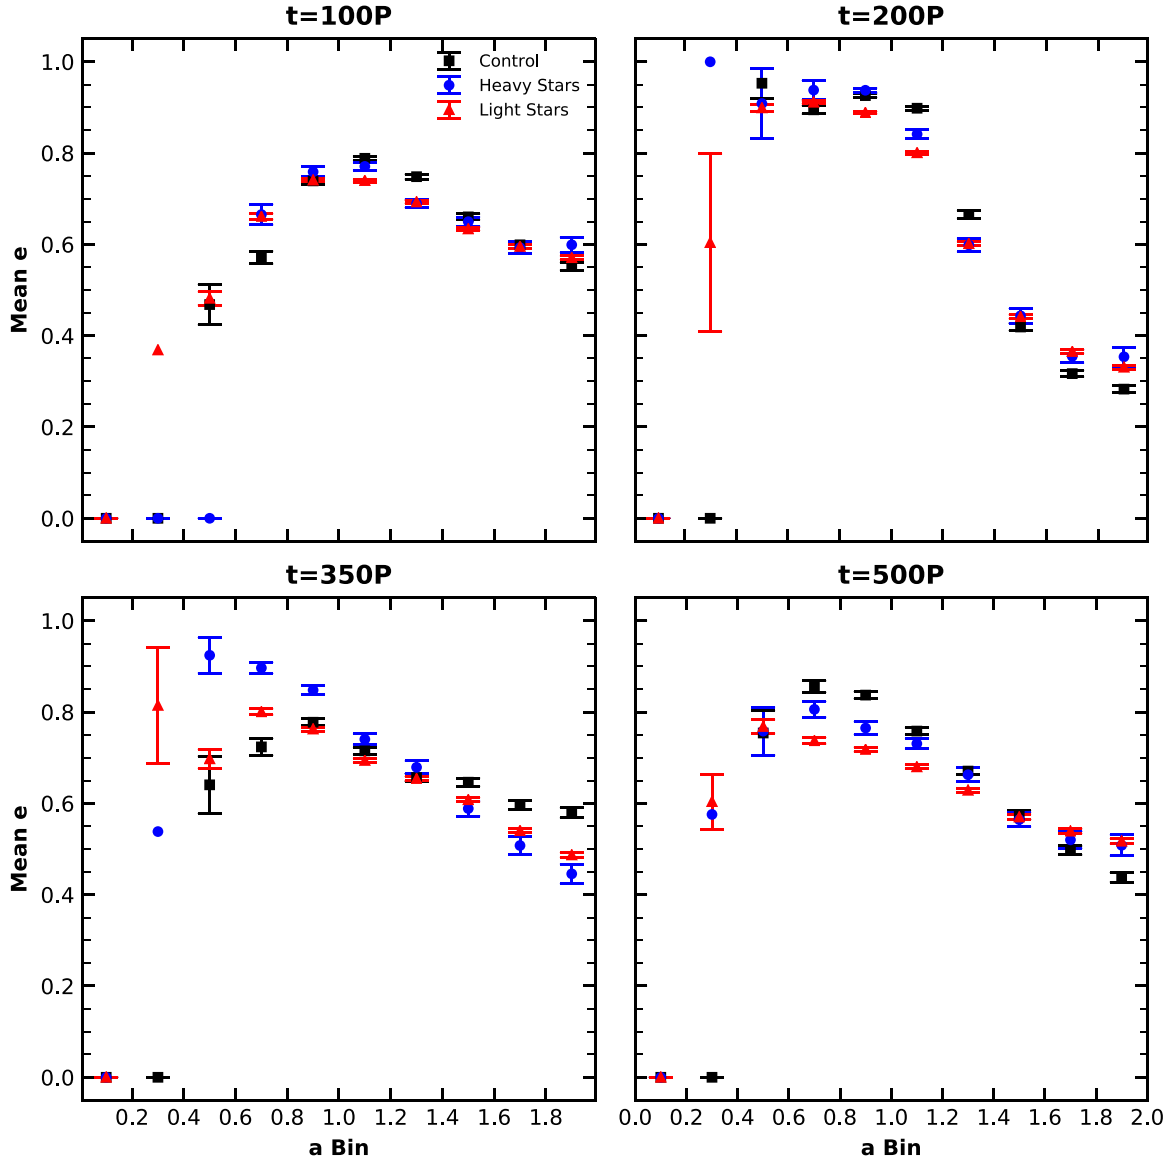 t=100P
t=200P
Control
Heavy Stars
Light Stars
Mean e
1.0
0.8
0.6
0.4
0.2
0.0
t=350P
t=500P
Mean e
1.0
0.8
0.6
0.4
0.2
0.0
0.2 0.4 0.6 0.8 1.0 1.2 1.4 1.6 1.8
0.0 0.2 0.4 0.6 0.8 1.0 1.2 1.4 1.6 1.8 2.0
a Bin
a Bin